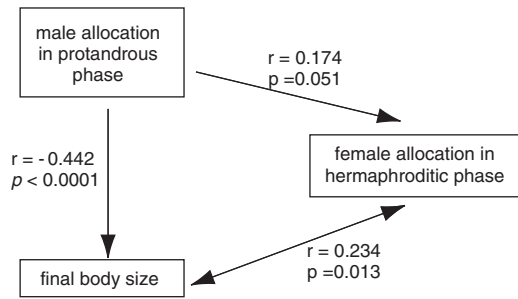 male allocation
in protandrous
phase
r = 0.174
p =0.051
r = - 0.442
p < 0.0001
female allocation in
hermaphroditic phase
r = 0.234
p =0.013
final body size